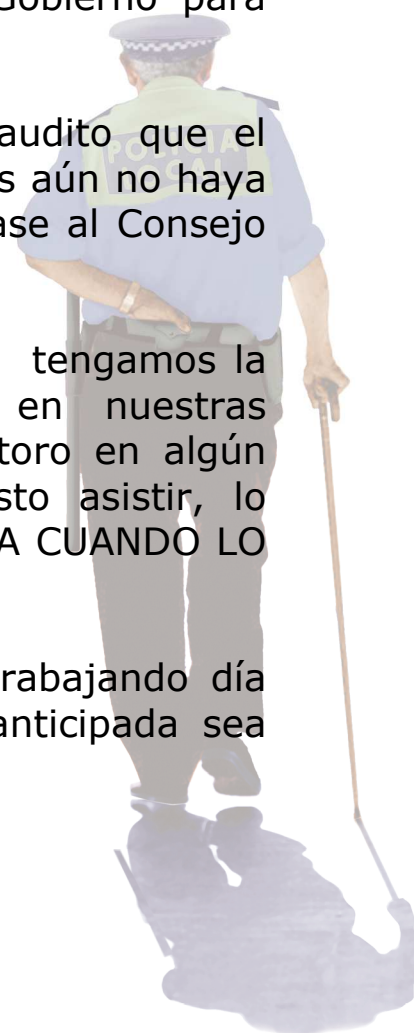 Gobierno para
audito que el
s aún no haya
ase al Consejo
tengamos la
en nuestras
toro en algún
sto asistir, lo
A CUANDO LO
rabajando día
anticipada sea
POLICIA
LOCAL